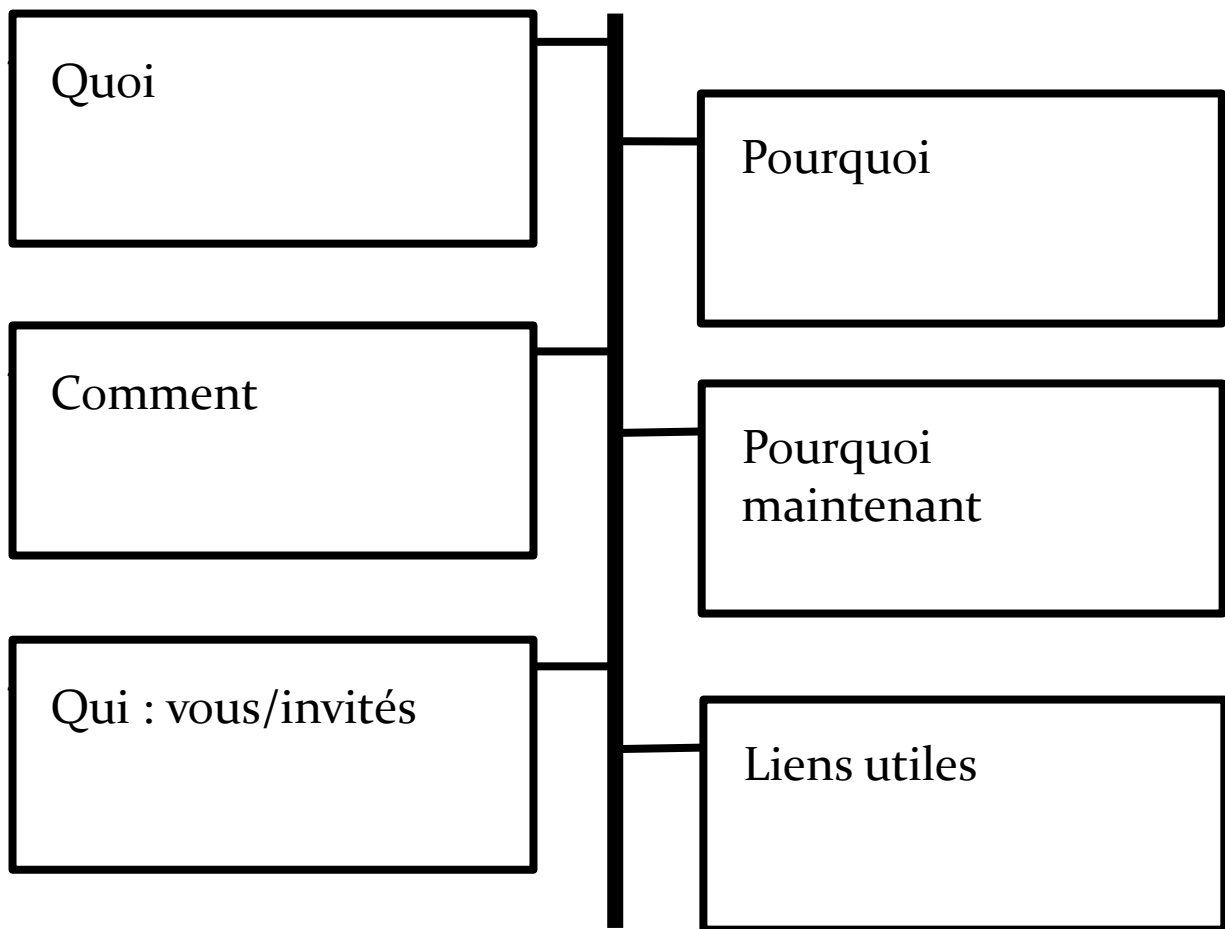 Quoi
Pourquoi
Comment
Pourquoi
maintenant
Qui : vous/invités
Liens utiles